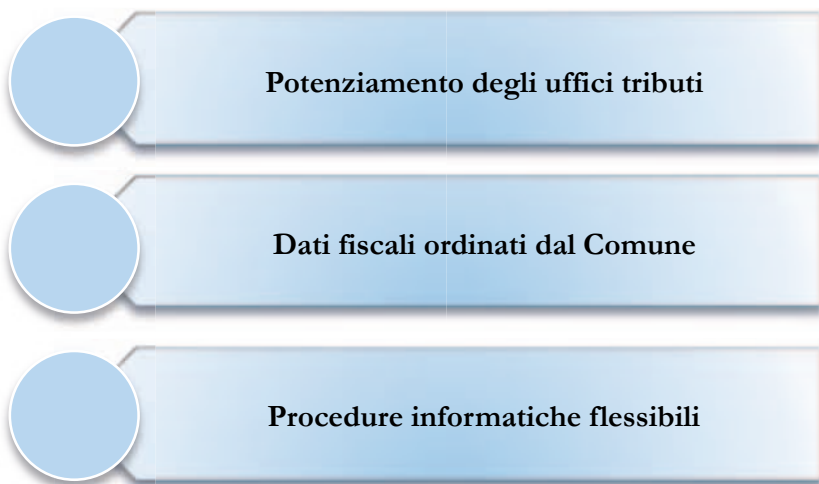 Potenziamento degli uffici tributi
Dati fiscali ordinati dal Comune
Procedure informatiche flessibili